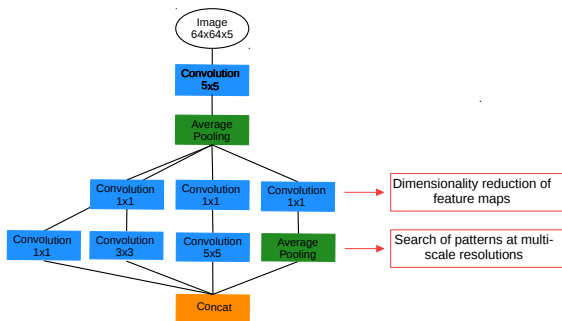 Image
64x64x5
Convolution
5x5
Average
Pooling
Convolution
1x1
Convolution
1x1
Convolution
1x1
Dimensionality reduction of
feature maps
Convolution
1x1
Convolution
3x3
Convolution
5x5
Average
Pooling
Search of patterns at multi-
scale resolutions
Concat